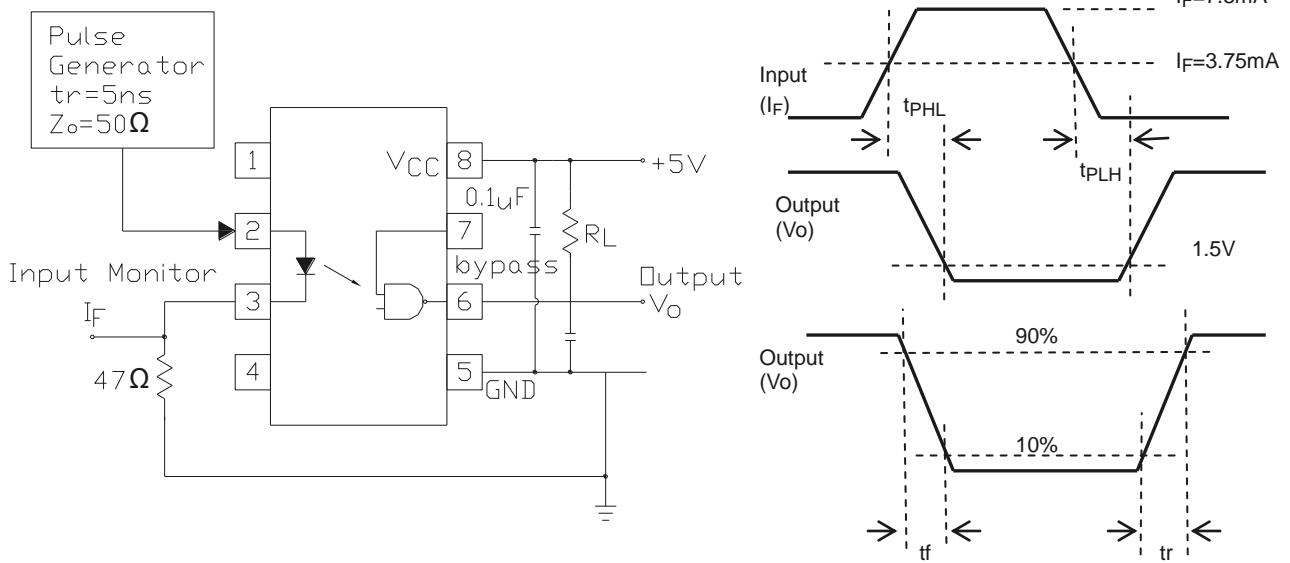 Pulse
Generator
tr=5ns
Zo=50Ω
1
2
3
4
VCC
8
7
6
5
GND
+5V
0.1uF
RL
bypass
Output
Vo
Input Monitor
IF
47Ω
IF=3.75mA
Input
(IF)
tPHL
tPLH
Output
(Vo)
1.5V
90%
Output
(Vo)
10%
tf
tr